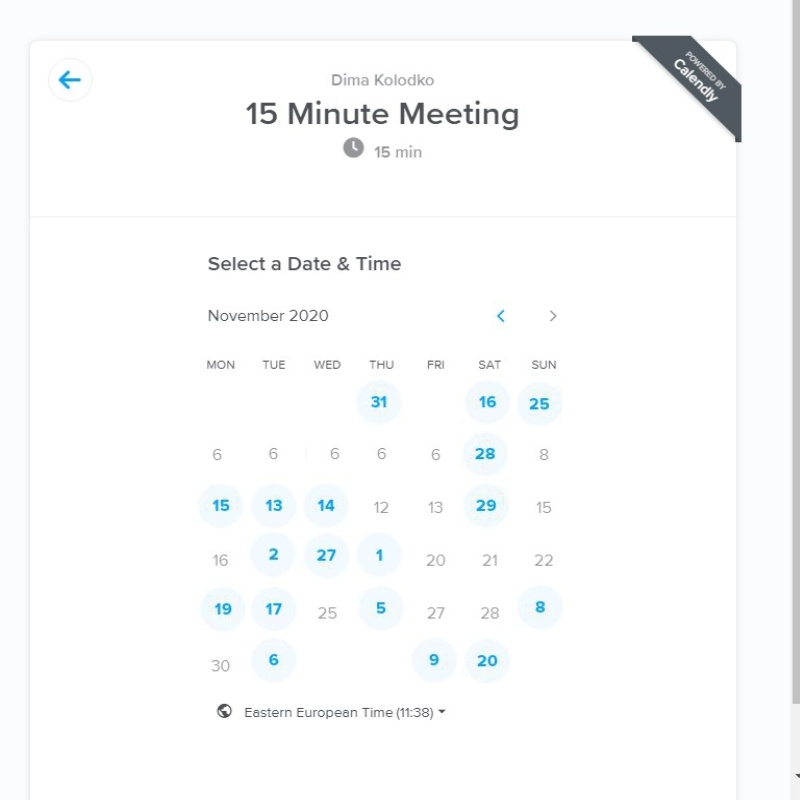 POWERED BY
Calendly
Dima Kolodko
15 Minute Meeting
15 min
Select a Date & Time
November 2020
MON TUE WED THU FRI SAT SUN
31 16 25
6 6 6 6 6 28 8
15 13 14 12 13 29 15
16 2 27 1 20 21 22
19 17 25 5 27 28 8
30 6 9 20
Eastern European Time (11:38)